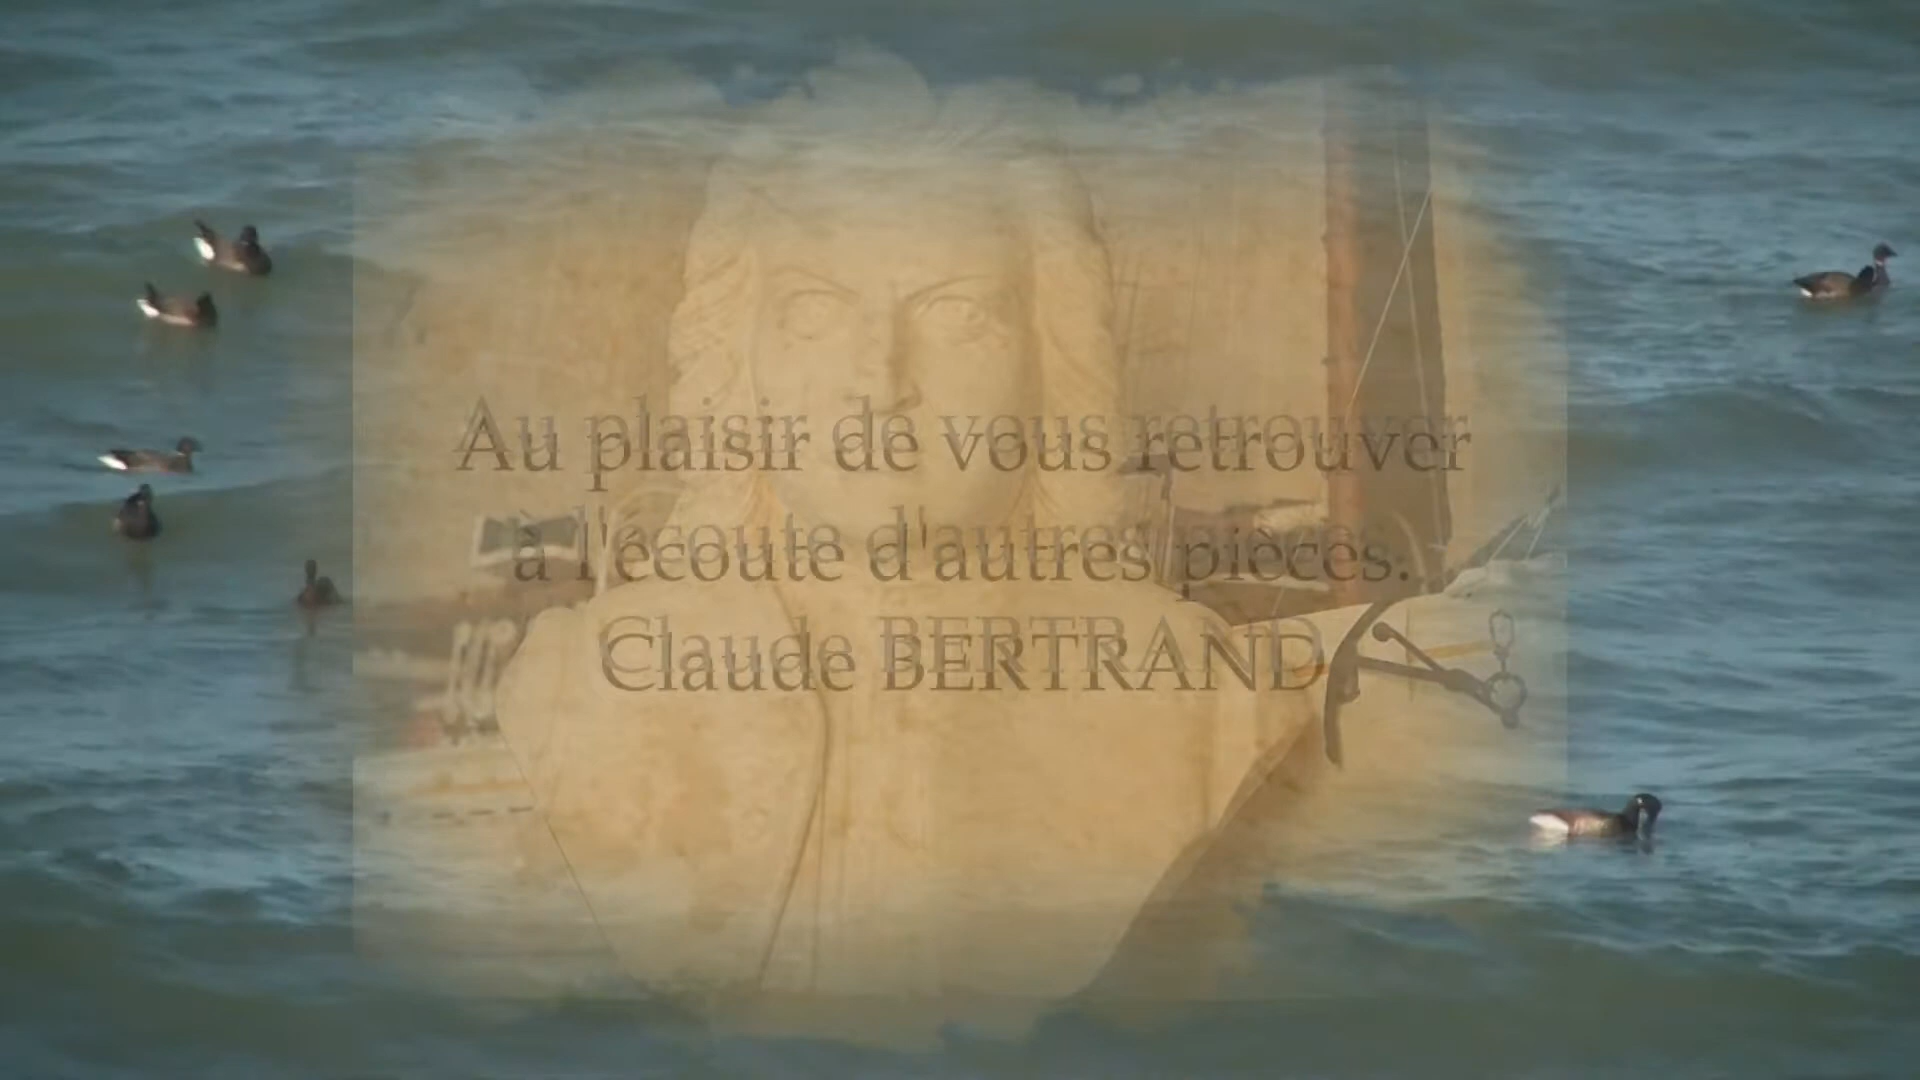 Au plaisir de vous retrouver
à l'écoute d'autres pièces.
Claude BERTRAND